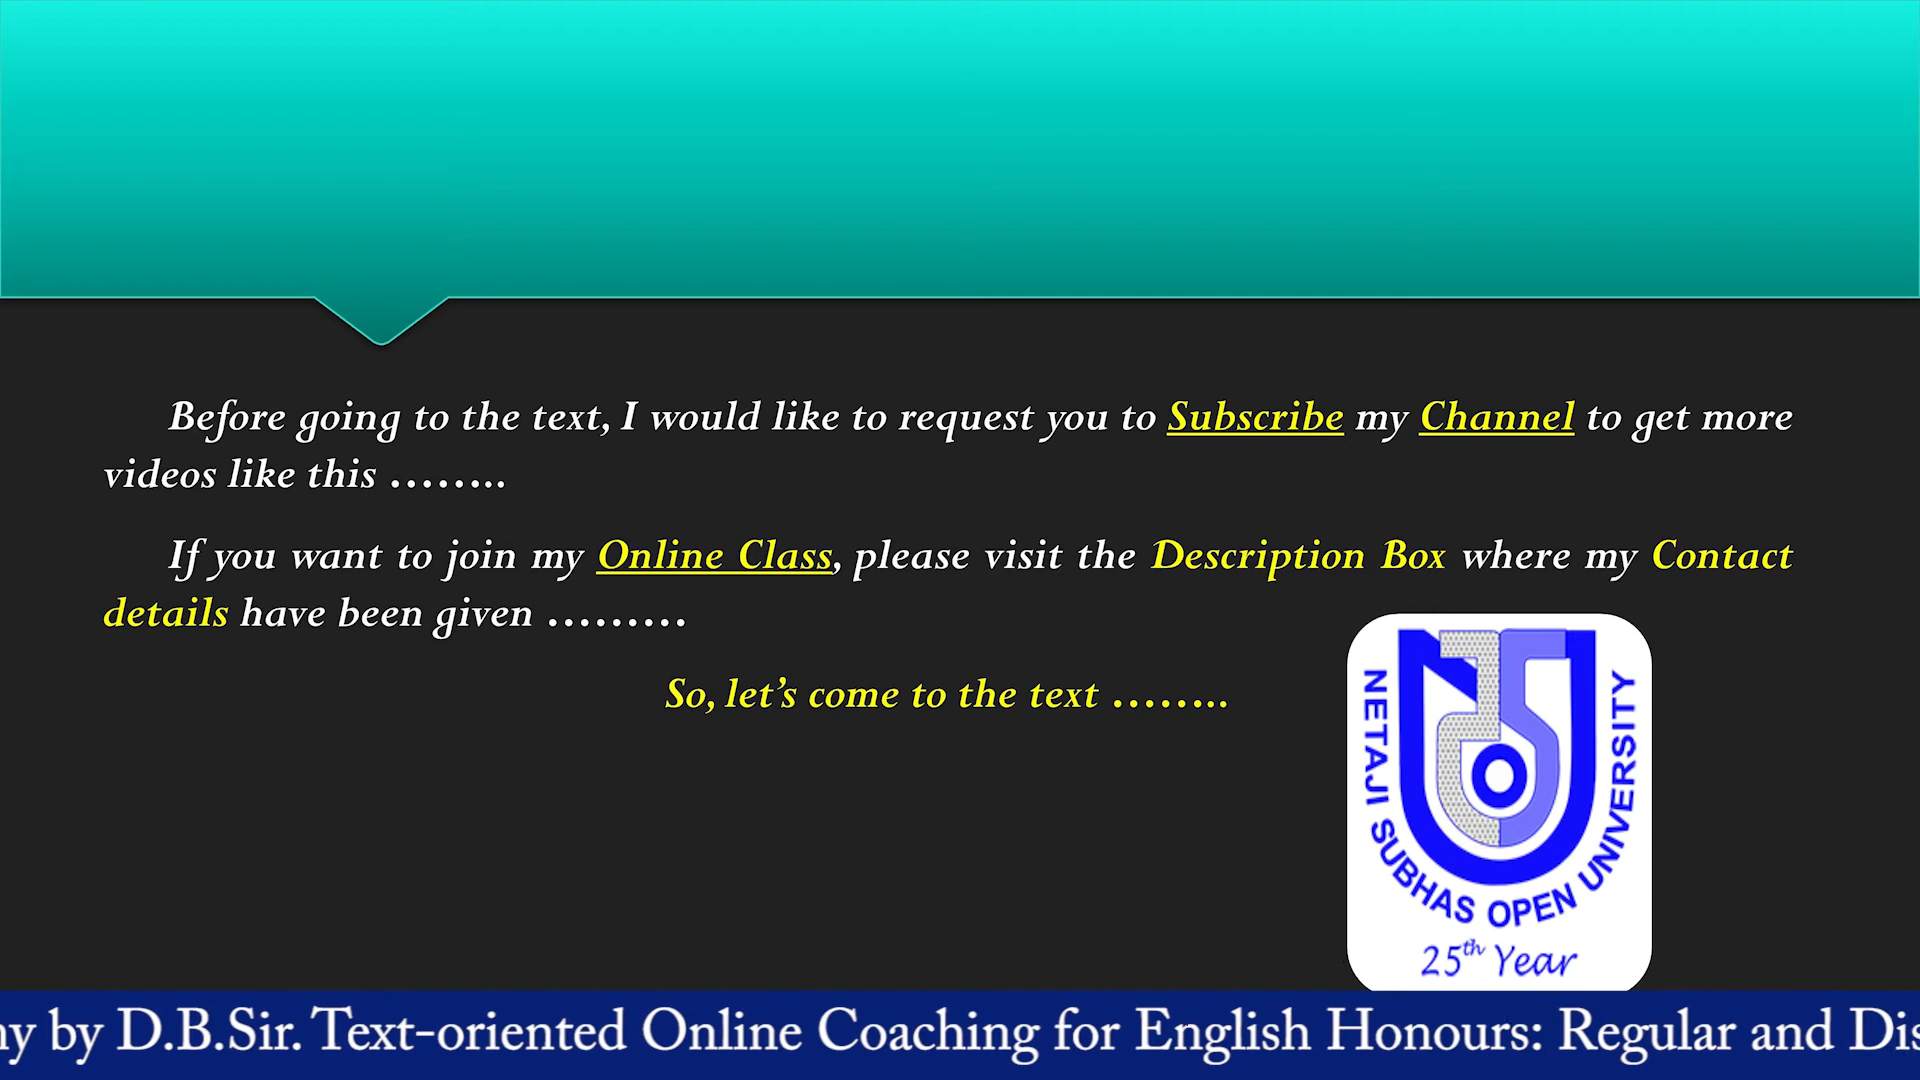 Before going to the text, I would like to request you to Subscribe my Channel to get more
videos like this ……..
If you want to join my Online Class, please visit the Description Box where my Contact
details have been given ………
So, let’s come to the text ……..
NETAJI SUBHAS OPEN UNIVERSITY
25th Year
by D.B.Sir. Text-oriented Online Coaching for English Honours: Regular and